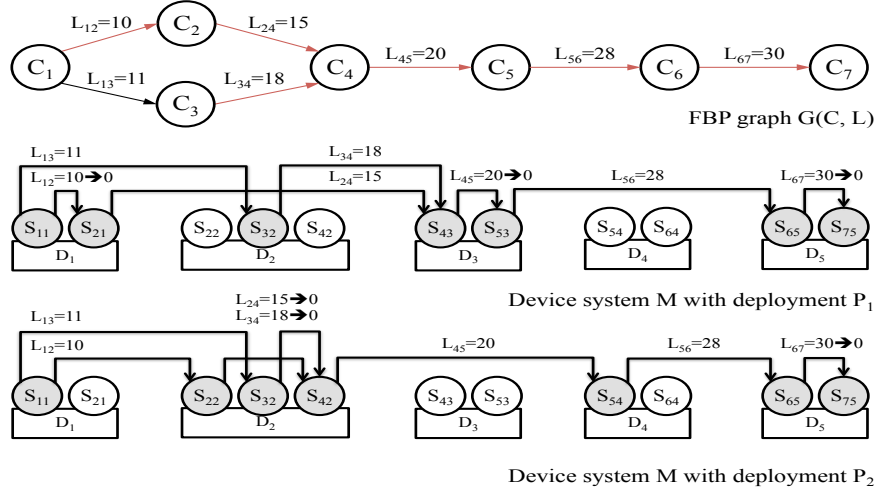 L12=10 L24=15
C2
C1 C4 C5 C6 C7
L45=20 L56=28 L67=30
L13=11 L34=18
C3
FBP graph G(C, L)
L13=11 L34=18
L12=10➔0 L24=15 L45=20➔0 L56=28 L67=30➔0
S11 S21 S22 S32 S42 S43 S53 S54 S64 S65 S75
D1 D2 D3 D4 D5
Device system M with deployment P1
L24=15➔0
L13=11 L34=18➔0
L12=10 L45=20 L56=28 L67=30➔0
S11 S21 S22 S32 S42 S43 S53 S54 S64 S65 S75
D1 D2 D3 D4 D5
Device system M with deployment P2